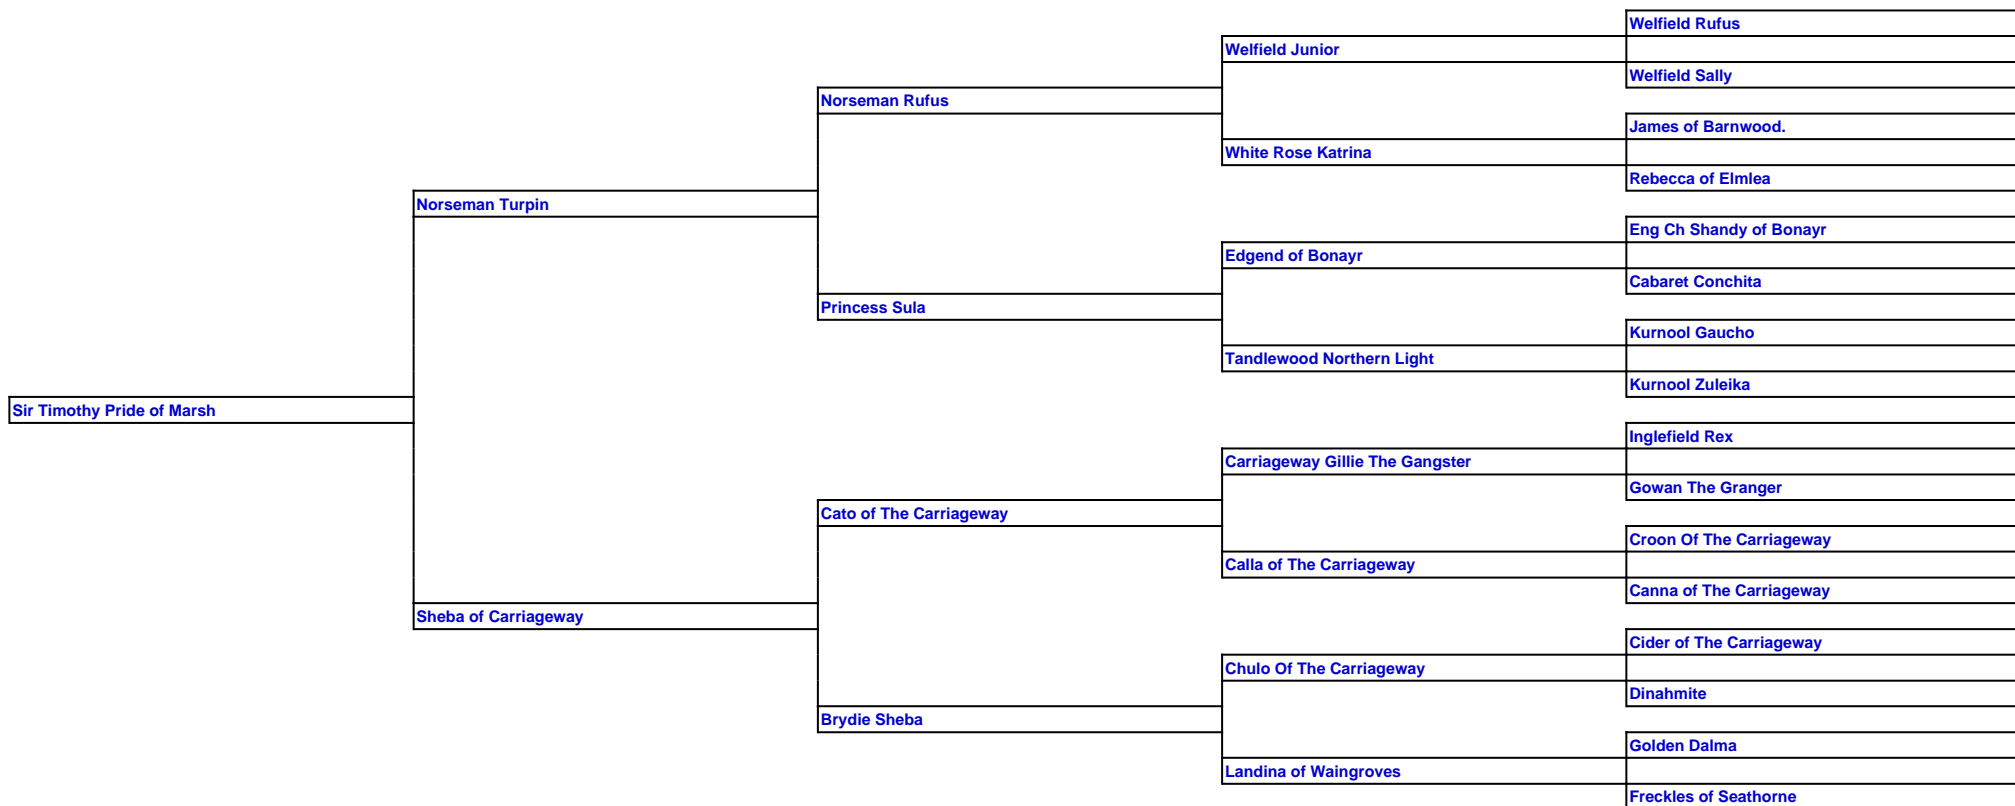 Welfield Rufus
Welfield Junior
Welfield Sally
Norseman Rufus
James of Barnwood.
White Rose Katrina
Rebecca of Elmlea
Norseman Turpin
Eng Ch Shandy of Bonayr
Edgend of Bonayr
Cabaret Conchita
Princess Sula
Kurnool Gaucho
Tandlewood Northern Light
Kurnool Zuleika
Sir Timothy Pride of Marsh
Inglefield Rex
Carriageway Gillie The Gangster
Gowan The Granger
Cato of The Carriageway
Croon Of The Carriageway
Calla of The Carriageway
Canna of The Carriageway
Sheba of Carriageway
Cider of The Carriageway
Chulo Of The Carriageway
Dinahmite
Brydie Sheba
Golden Dalma
Landina of Waingroves
Freckles of Seathorne